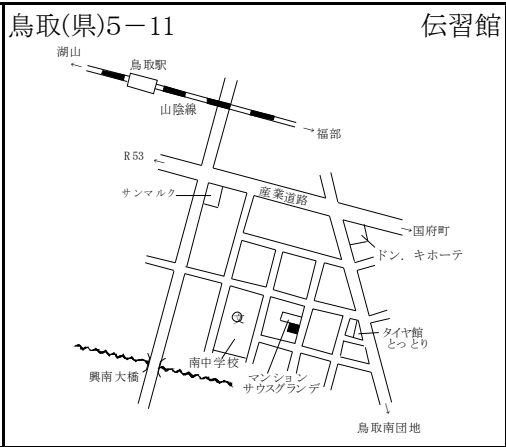 鳥取(県)5－11
伝習館
湖山
鳥取駅
山陰線
福部
R53
サンマルク
産業道路
国府町
ドン．キホーテ
文
タイヤ館
とっとり
南中学校
マンション
サウスグランデ
興南大橋
鳥取南団地